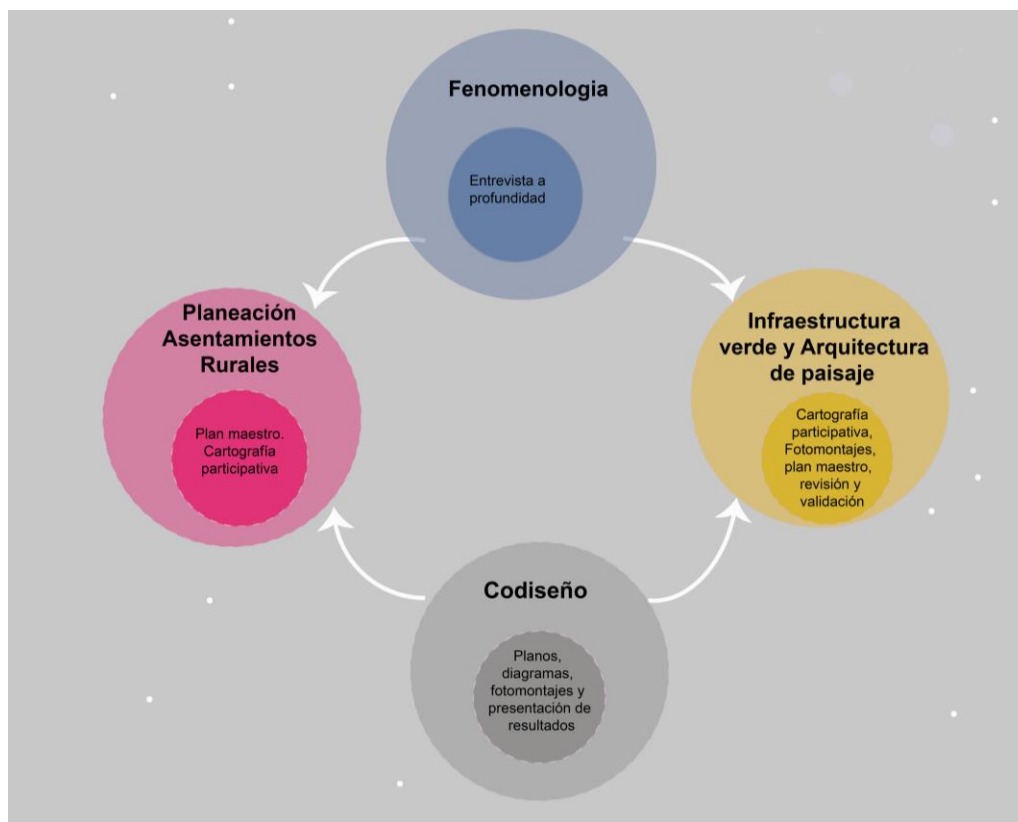 Fenomenologia
Entrevista a
profundidad
Planeación
Asentamientos
Rurales
Plan maestro.
Cartografía
participativa
Infraestructura
verde y Arquitectura
de paisaje
Cartografía
participativa,
Fotomontajes,
plan maestro,
revisión y
validación
Codiseño
Planos,
diagramas,
fotomontajes y
presentación de
resultados